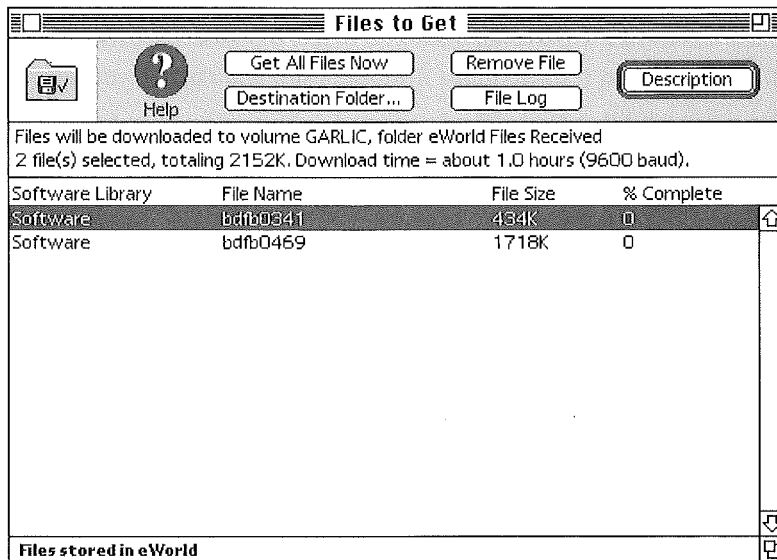 Files to Get
Get All Files Now
Remove File
Description
Help
Destination Folder...
File Log
Files will be downloaded to volume GARLIC, folder eWorld Files Received
2 file(s) selected, totaling 2152K. Download time = about 1.0 hours (9600 baud).
Software Library File Name File Size % Complete
Software bdfb0341 434K 0
Software bdfb0469 1718K 0
Files stored in eWorld